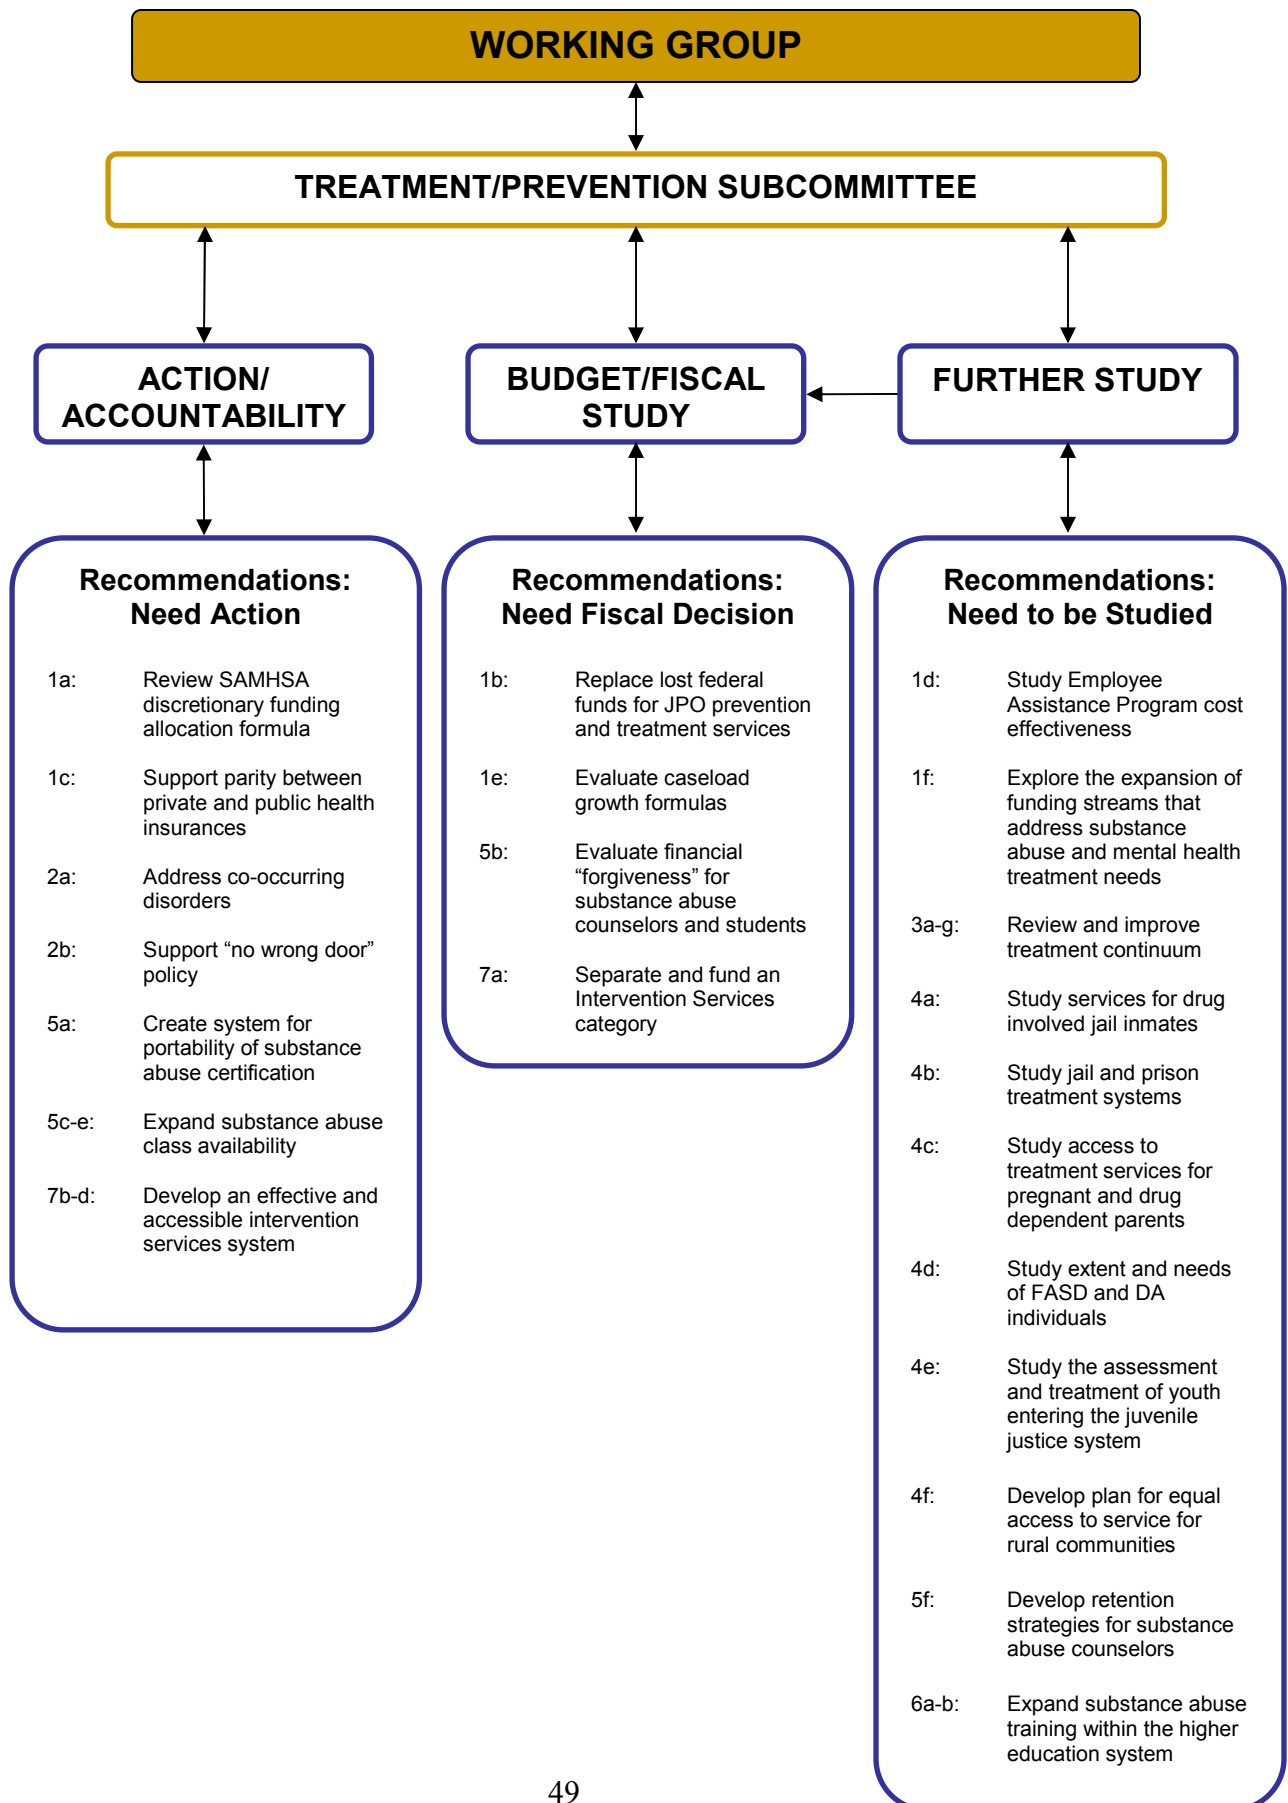 WORKING GROUP
TREATMENT/PREVENTION SUBCOMMITTEE
ACTION/
ACCOUNTABILITY
BUDGET/FISCAL
STUDY
FURTHER STUDY
Recommendations:
Need Action
1a: Review SAMHSA
discretionary funding
allocation formula
1c: Support parity between
private and public health
insurances
2a: Address co-occurring
disorders
2b: Support “no wrong door”
policy
5a: Create system for
portability of substance
abuse certification
5c-e: Expand substance abuse
class availability
7b-d: Develop an effective and
accessible intervention
services system
Recommendations:
Need Fiscal Decision
1b: Replace lost federal
funds for JPO prevention
and treatment services
1e: Evaluate caseload
growth formulas
5b: Evaluate financial
“forgiveness” for
substance abuse
counselors and students
7a: Separate and fund an
Intervention Services
category
Recommendations:
Need to be Studied
1d: Study Employee
Assistance Program cost
effectiveness
1f: Explore the expansion of
funding streams that
address substance
abuse and mental health
treatment needs
3a-g: Review and improve
treatment continuum
4a: Study services for drug
involved jail inmates
4b: Study jail and prison
treatment systems
4c: Study access to
treatment services for
pregnant and drug
dependent parents
4d: Study extent and needs
of FASD and DA
individuals
4e: Study the assessment
and treatment of youth
entering the juvenile
justice system
4f: Develop plan for equal
access to service for
rural communities
5f: Develop retention
strategies for substance
abuse counselors
6a-b: Expand substance abuse
training within the higher
education system
49